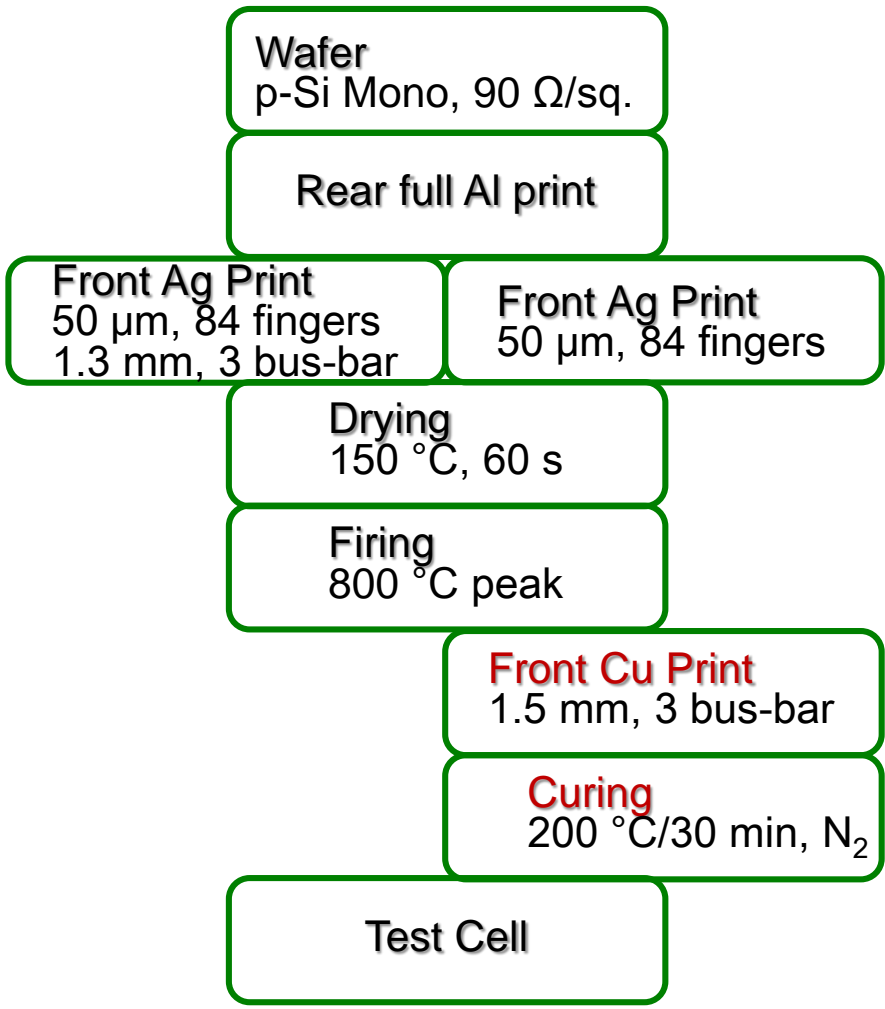 Wafer
p-Si Mono, 90 Ω/sq.
Rear full Al print
Front Ag Print
50 µm, 84 fingers
1.3 mm, 3 bus-bar
Front Ag Print
50 µm, 84 fingers
Drying
150 °C, 60 s
Firing
800 °C peak
Front Cu Print
1.5 mm, 3 bus-bar
Curing
200 °C/30 min, N₂
Test Cell